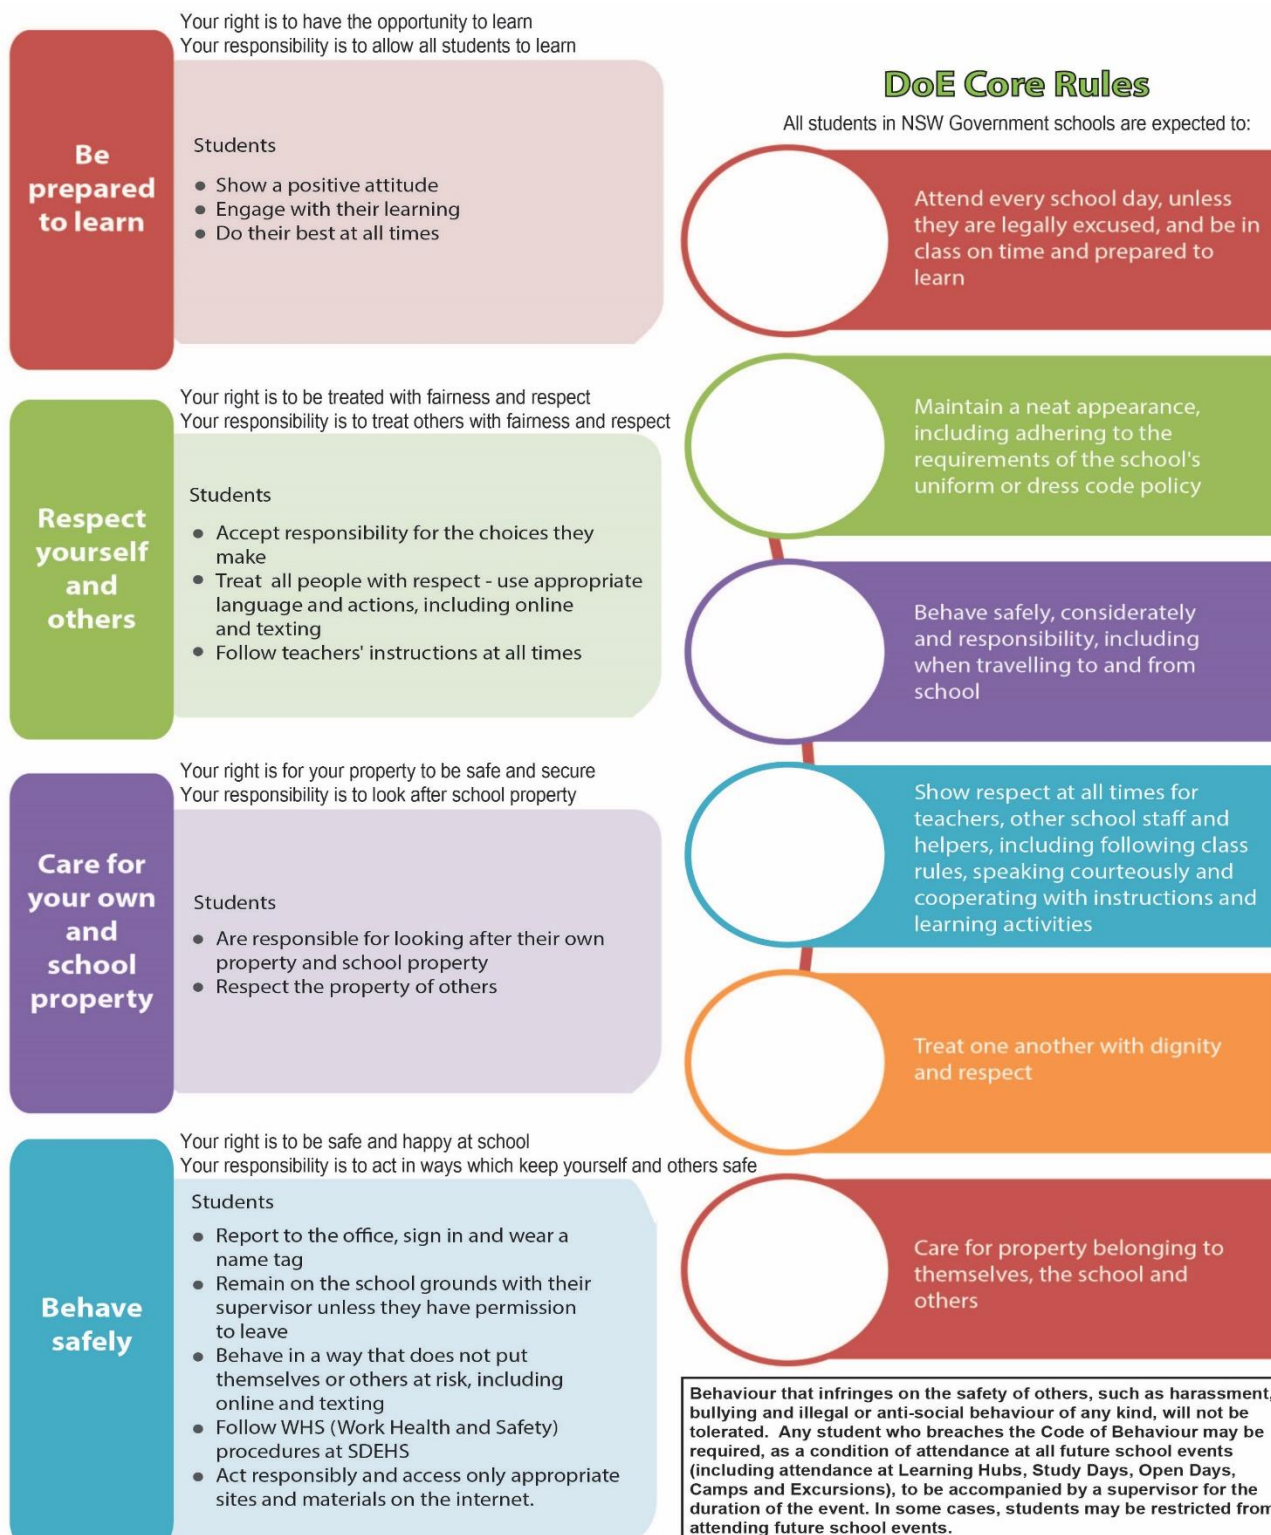 Your right is to have the opportunity to learn
Your responsibility is to allow all students to learn
Be
prepared
to learn
Students
● Show a positive attitude
● Engage with their learning
● Do their best at all times
Your right is to be treated with fairness and respect
Your responsibility is to treat others with fairness and respect
Respect
yourself
and
others
Students
● Accept responsibility for the choices they
make
● Treat all people with respect - use appropriate
language and actions, including online
and texting
● Follow teachers' instructions at all times
Your right is for your property to be safe and secure
Your responsibility is to look after school property
Care for
your own
and
school
property
Students
● Are responsible for looking after their own
property and school property
● Respect the property of others
Your right is to be safe and happy at school
Your responsibility is to act in ways which keep yourself and others safe
Behave
safely
Students
● Report to the office, sign in and wear a
name tag
● Remain on the school grounds with their
supervisor unless they have permission
to leave
● Behave in a way that does not put
themselves or others at risk, including
online and texting
● Follow WHS (Work Health and Safety)
procedures at SDEHS
● Act responsibly and access only appropriate
sites and materials on the internet.
DoE Core Rules
All students in NSW Government schools are expected to:
Attend every school day, unless
they are legally excused, and be in
class on time and prepared to
learn
Maintain a neat appearance,
including adhering to the
requirements of the school's
uniform or dress code policy
Behave safely, considerately
and responsibility, including
when travelling to and from
school
Show respect at all times for
teachers, other school staff and
helpers, including following class
rules, speaking courteously and
cooperating with instructions and
learning activities
Treat one another with dignity
and respect
Care for property belonging to
themselves, the school and
others
Behaviour that infringes on the safety of others, such as harassment,
bullying and illegal or anti-social behaviour of any kind, will not be
tolerated. Any student who breaches the Code of Behaviour may be
required, as a condition of attendance at all future school events
(including attendance at Learning Hubs, Study Days, Open Days,
Camps and Excursions), to be accompanied by a supervisor for the
duration of the event. In some cases, students may be restricted from
attending future school events.